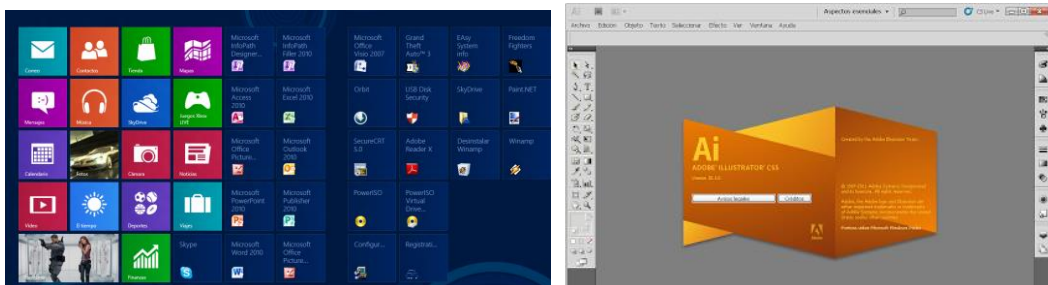 Correo
Contactos
Tienda
Mapas
Microsoft
InfoPath
Designer...
Microsoft
InfoPath
Filler 2010
Microsoft
Office
Visio 2007
Grand
Theft
Auto™ 3
EAsy
System
info
Freedom
Fighters
Mensajes
Música
SkyDrive
Juegos Xbox
LIVE
Microsoft
Access
2010
Microsoft
Excel 2010
Orbit
USB Disk
Security
SkyDrive
Paint.NET
Calendario
Fotos
Cámara
Noticias
Microsoft
Office
Picture...
Microsoft
Outlook
2010
SecureCRT
5.0
Adobe
Reader X
Desinstalar
Winamp
Winamp
Video
El tiempo
Deportes
Viajes
Microsoft
PowerPoint
2010
Microsoft
Publisher
2010
PowerISO
PowerISO
Virtual
Drive...
Finanzas
Skype
Microsoft
Word 2010
Microsoft
Office
Picture...
Configur...
Registrati...
Aspectos esenciales
CS Live
Archivo Edición Objeto Texto Seleccionar Efecto Ver Ventana Ayuda
Ai
ADOBE® ILLUSTRATOR® CS5
Avisos legales
Créditos
Adobe